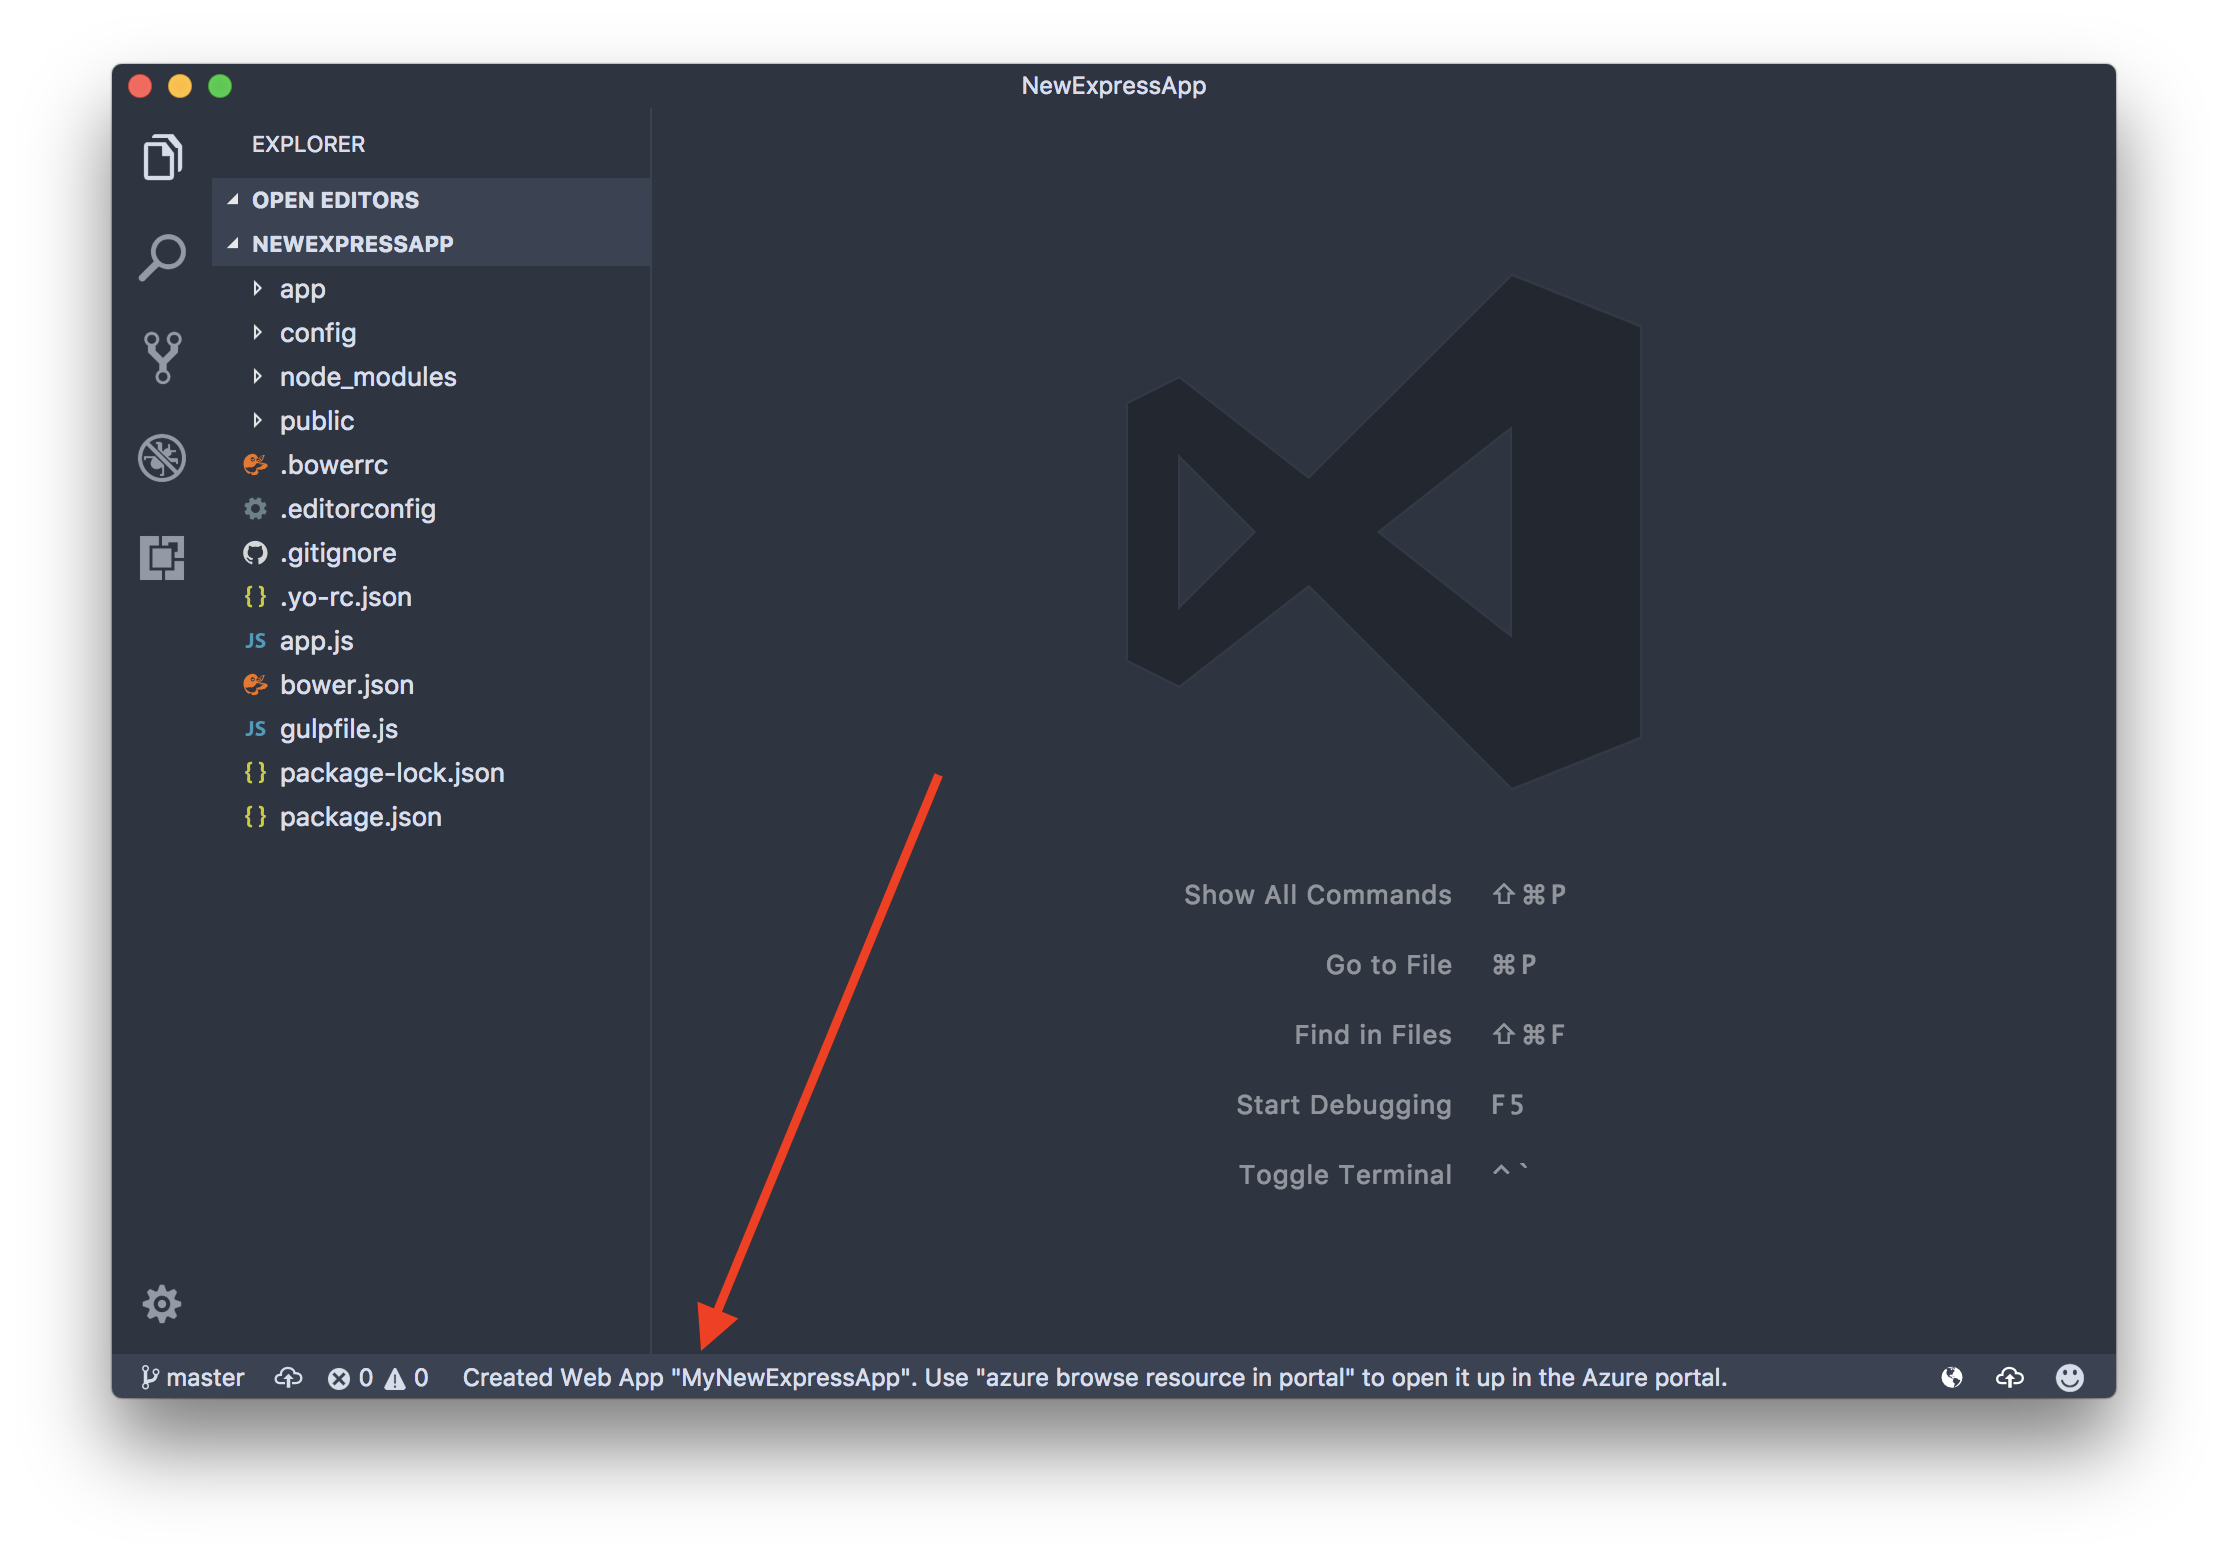 NewExpressApp
EXPLORER
OPEN EDITORS
NEWEXPRESSAPP
app
config
node_modules
public
.bowerrc
.editorconfig
.gitignore
{} .yo-rc.json
JS app.js
bower.json
JS gulpfile.js
{} package-lock.json
{} package.json
Show All Commands ⇧⌘P
Go to File ⌘P
Find in Files ⇧⌘F
Start Debugging F5
Toggle Terminal ^`
master 0 0 Created Web App "MyNewExpressApp". Use "azure browse resource in portal" to open it up in the Azure portal.